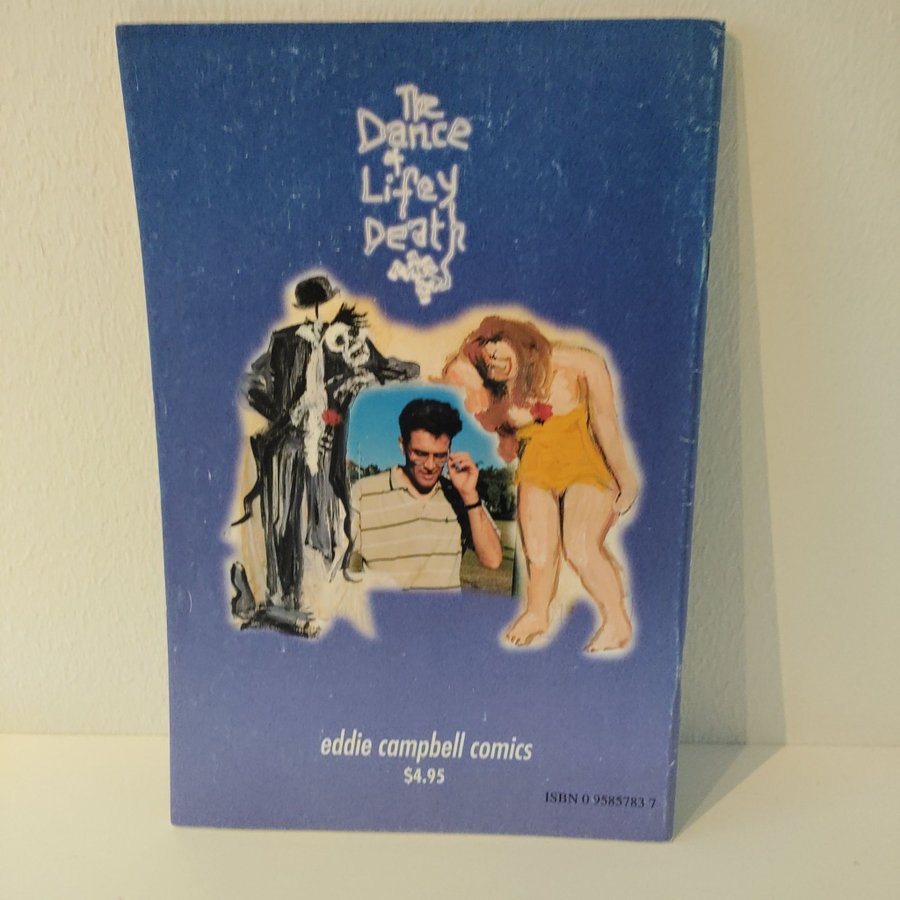 The
Dance
of
Lifey
Death
eddie campbell comics
$4.95
ISBN 0 9585783 7